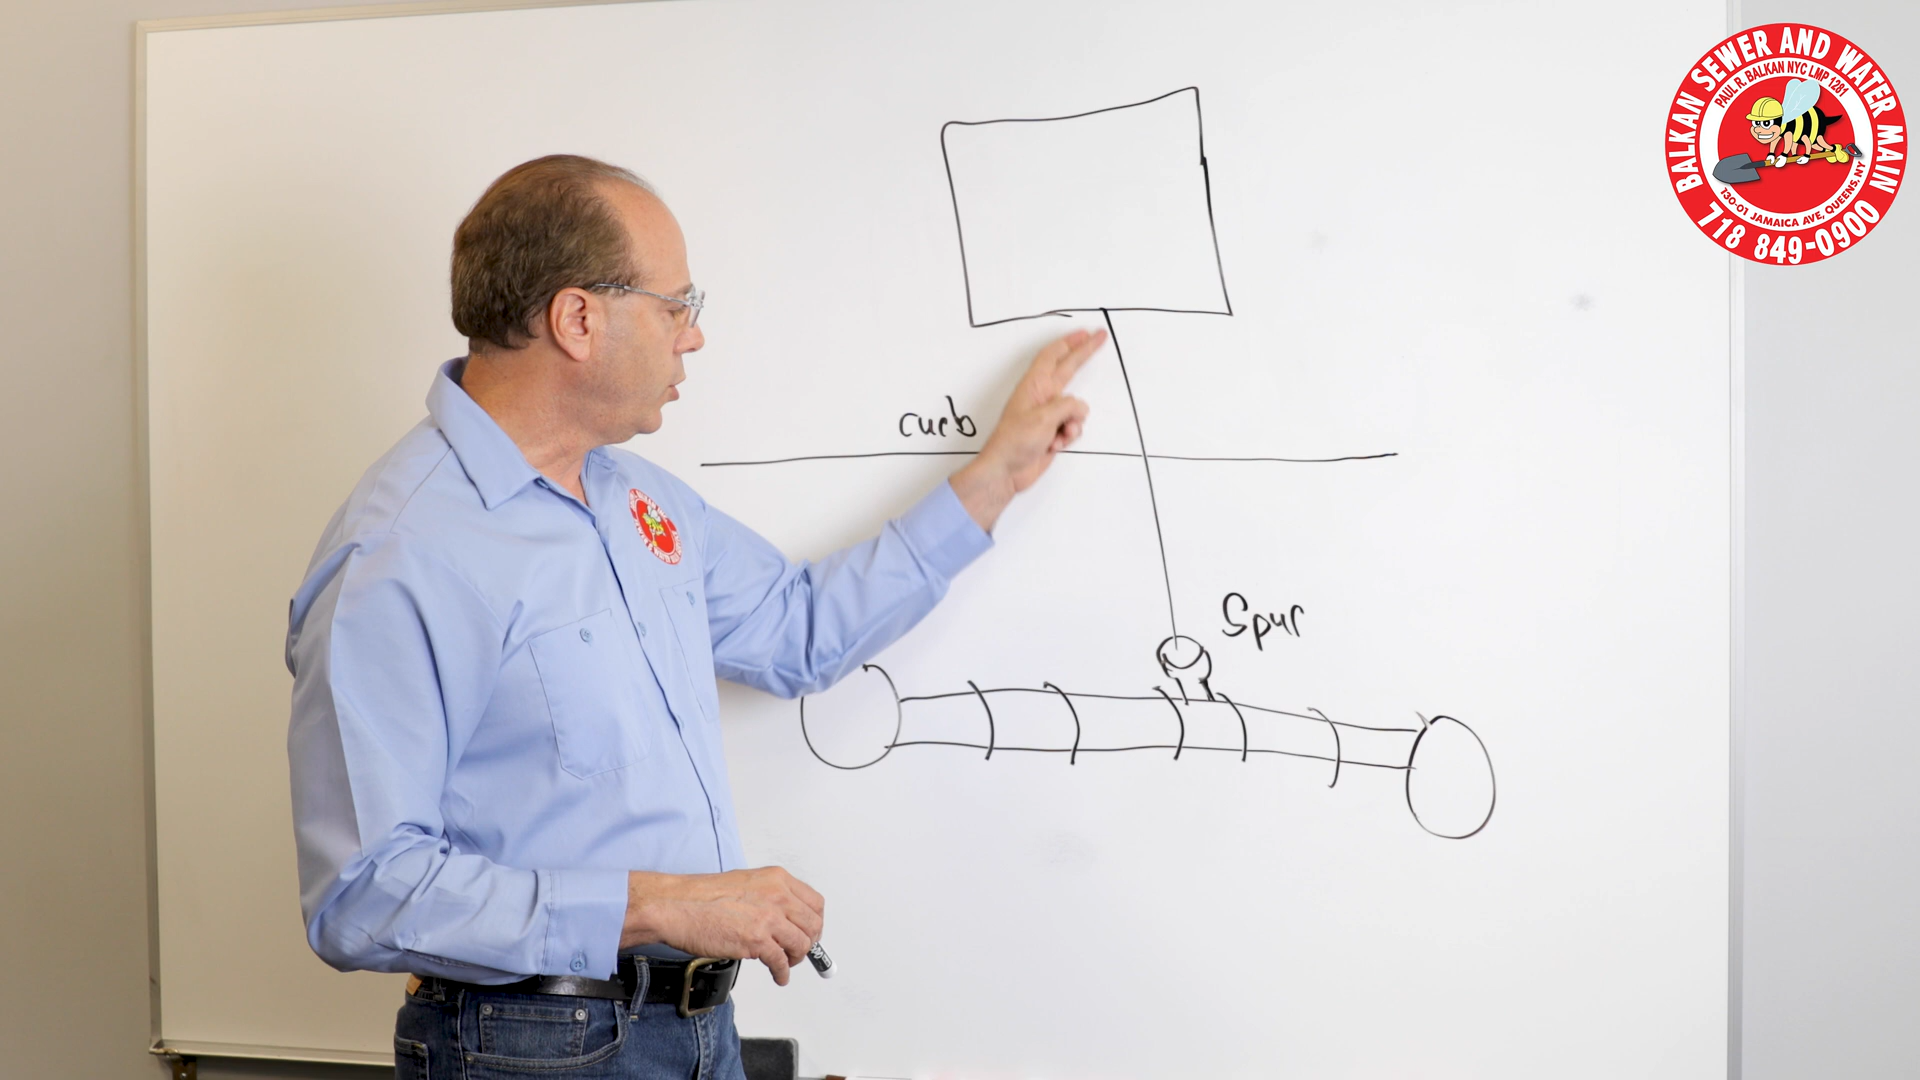 BALKAN SEWER AND WATER MAIN
PAUL R. BALKAN NYC LMP 1281
130-01 JAMAICA AVE, QUEENS, NY
718 849-0900
curb
Spur